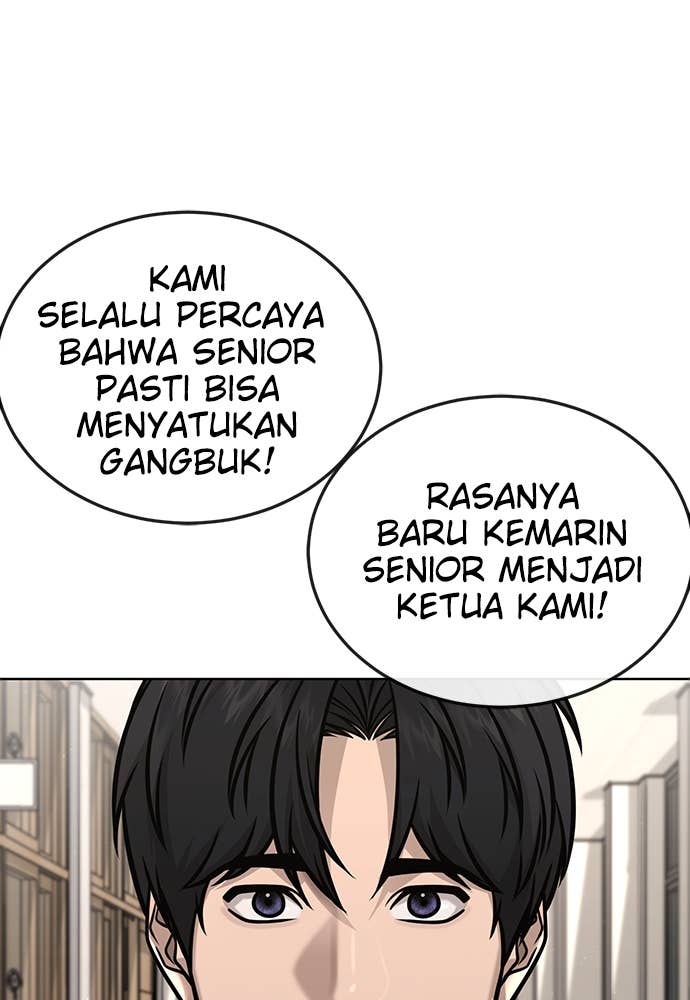 KAMI
SELALU PERCAYA
BAHWA SENIOR
PASTI BISA
MENYATUKAN
GANGBUK!
RASANYA
BARU KEMARIN
SENIOR MENJADI
KETUA KAMI!